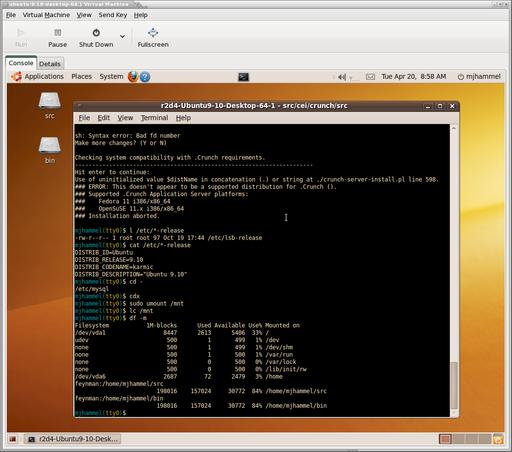 ubuntu-9.10-desktop-64-1 Virtual Machine
File Virtual Machine View Send Key Help
Run Pause Shut Down Fullscreen
Console Details
Applications Places System ? Tue Apr 20, 8:58 AM mjhammel
src
bin
r2d4-Ubuntu9-10-Desktop-64-1 - src/cei/crunch/src
File Edit View Terminal Help
sh: Syntax error: Bad fd number
Make more changes? (Y or N)
Checking system compatibility with .Crunch requirements.
--------------------------------------------------------------------
Hit enter to continue:
Use of uninitialized value $distName in concatenation (.) or string at ./crunch-server-install.pl line 598.
### ERROR: This doesn't appear to be a supported distribution for .Crunch ().
### Supported .Crunch Application Server platforms:
### Fedora 11 i386/x86_64
### OpenSuSE 11.x i386/x86_64
### Installation aborted.
mjhammel(tty0)$ l /etc/*-release
-rw-r--r-- 1 root root 97 Oct 19 17:44 /etc/lsb-release
mjhammel(tty0)$ cat /etc/*-release
DISTRIB_ID=Ubuntu
DISTRIB_RELEASE=9.10
DISTRIB_CODENAME=karmic
DISTRIB_DESCRIPTION="Ubuntu 9.10"
mjhammel(tty0)$ cd -
/etc/mysql
mjhammel(tty0)$ cdx
mjhammel(tty0)$ sudo umount /mnt
mjhammel(tty0)$ lc /mnt
mjhammel(tty0)$ df -m
Filesystem 1M-blocks Used Available Use% Mounted on
/dev/vda1 8447 2613 5406 33% /
udev 500 1 499 1% /dev
none 500 1 499 1% /dev/shm
none 500 1 500 1% /var/run
none 500 0 500 0% /var/lock
none 500 0 500 0% /lib/init/rw
/dev/vda6 2687 72 2479 3% /home
feynman:/home/mjhammel/src
198016 157024 30772 84% /home/mjhammel/src
feynman:/home/mjhammel/bin
198016 157024 30772 84% /home/mjhammel/bin
mjhammel(tty0)$
r2d4-Ubuntu9-10-Desk...